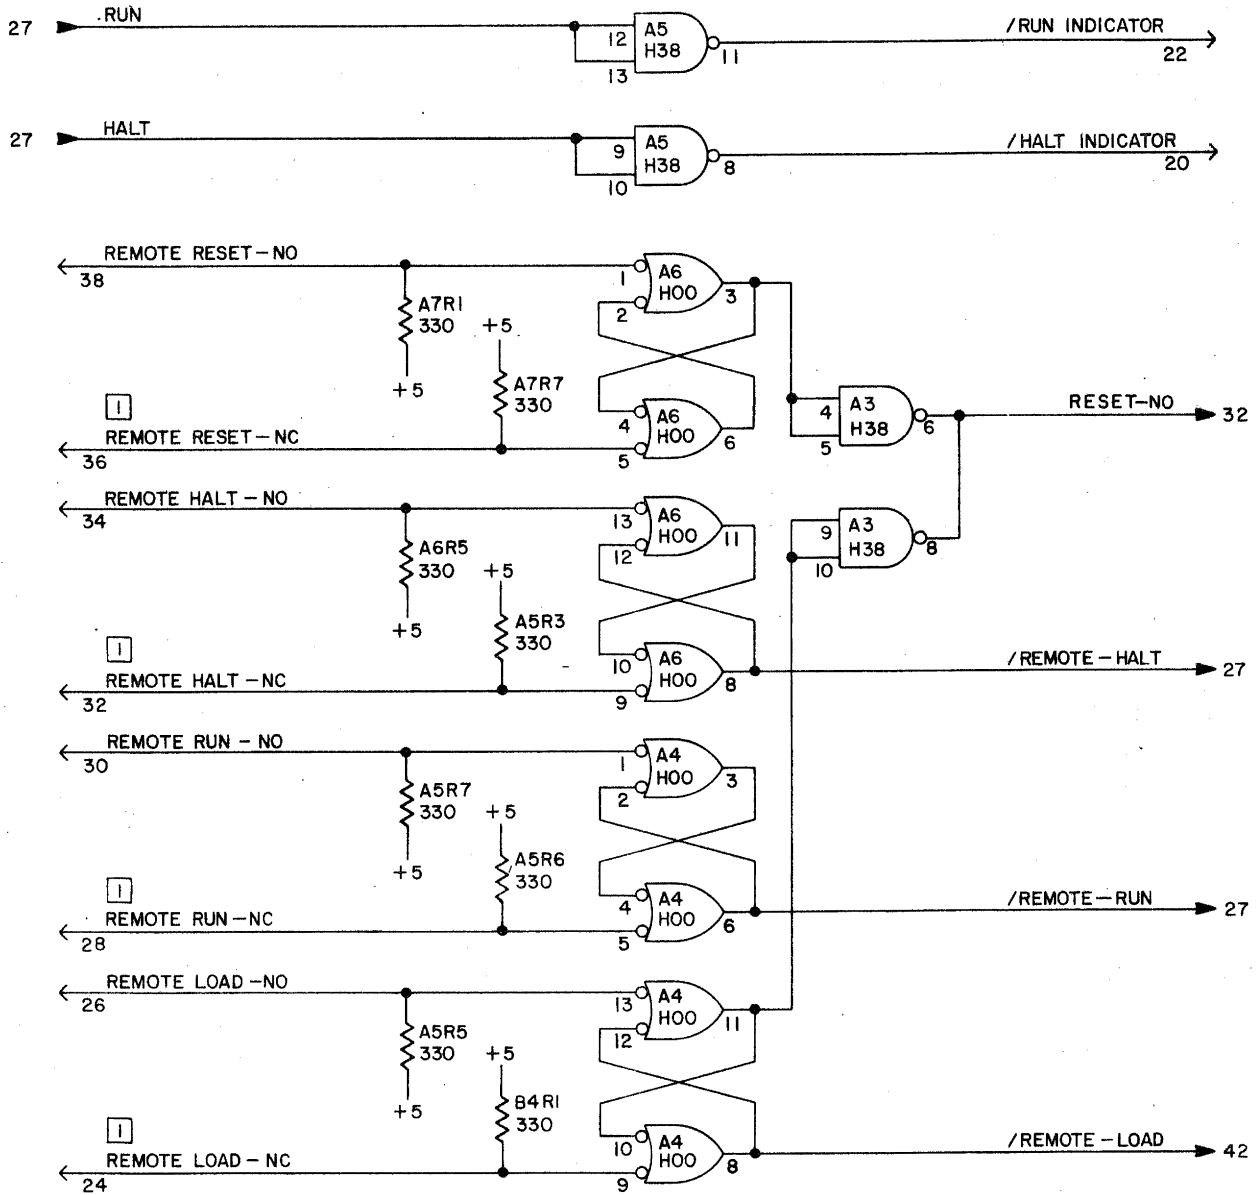 .RUN
/RUN INDICATOR
27
12
A5
H38
11
22
13
HALT
/HALT INDICATOR
27
9
A5
H38
8
20
10
REMOTE RESET-NO
38
1
A6
H00
3
2
A7R1
330
+5
+5
A7R7
330
1
REMOTE RESET-NC
36
4
A6
H00
6
5
4
A3
H38
6
5
RESET-NO
32
REMOTE HALT-NO
34
13
A6
H00
11
12
9
A3
H38
8
10
A6R5
330
+5
+5
A5R3
330
1
REMOTE HALT-NC
32
10
A6
H00
8
9
/REMOTE-HALT
27
REMOTE RUN-NO
30
1
A4
H00
3
2
A5R7
330
+5
+5
A5R6
330
1
REMOTE RUN-NC
28
4
A4
H00
6
5
/REMOTE-RUN
27
REMOTE LOAD-NO
26
13
A4
H00
11
12
A5R5
330
+5
+5
B4R1
330
1
REMOTE LOAD-NC
24
10
A4
H00
8
9
/REMOTE-LOAD
42